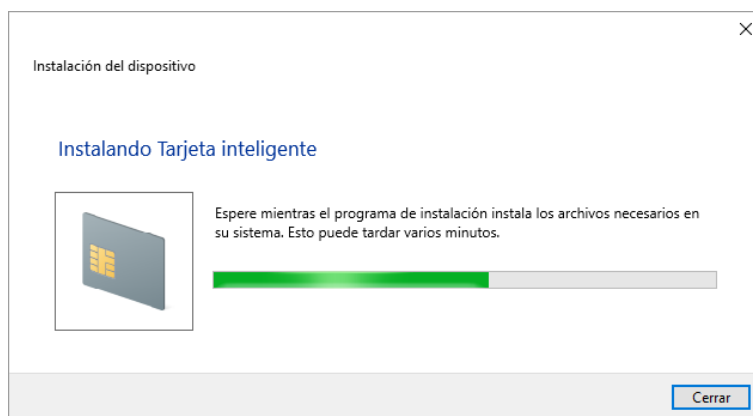 Instalación del dispositivo
Instalando Tarjeta inteligente
Espere mientras el programa de instalación instala los archivos necesarios en
su sistema. Esto puede tardar varios minutos.
Cerrar